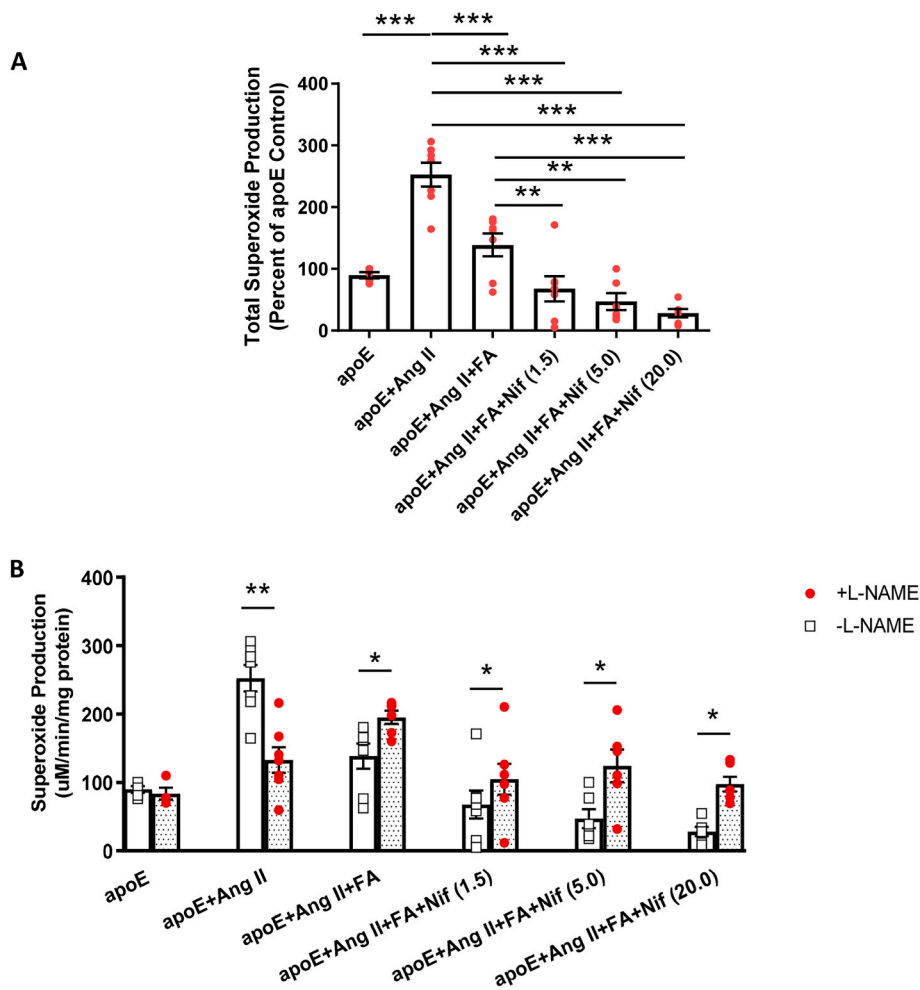 A
*** ***
***
***
***
***
**
**
Total Superoxide Production
(Percent of apoE Control)
400
300
200
100
0
apoE
apoE+Ang II
apoE+Ang II+FA
apoE+Ang II+FA+Nif (1.5)
apoE+Ang II+FA+Nif (5.0)
apoE+Ang II+FA+Nif (20.0)
B
Superoxide Production
(uM/min/mg protein)
400
300
200
100
0
**
*
*
*
*
+L-NAME
-L-NAME
apoE
apoE+Ang II
apoE+Ang II+FA
apoE+Ang II+FA+Nif (1.5)
apoE+Ang II+FA+Nif (5.0)
apoE+Ang II+FA+Nif (20.0)